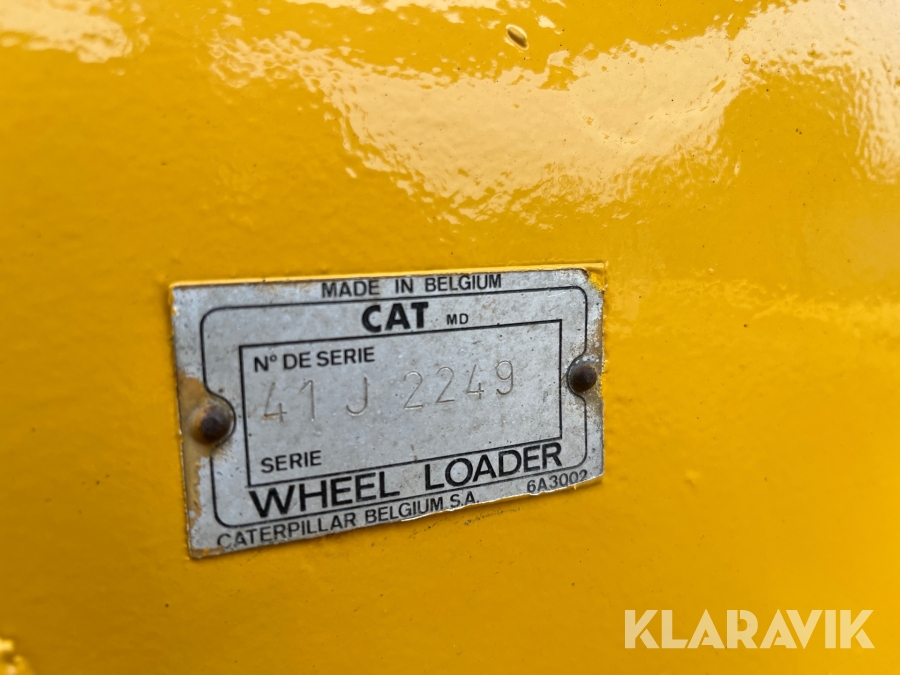 MADE IN BELGIUM
CAT MD
Nº DE SERIE
41 J 2249
SERIE
WHEEL LOADER
CATERPILLAR BELGIUM S.A. 6A3002
KLARAVIK